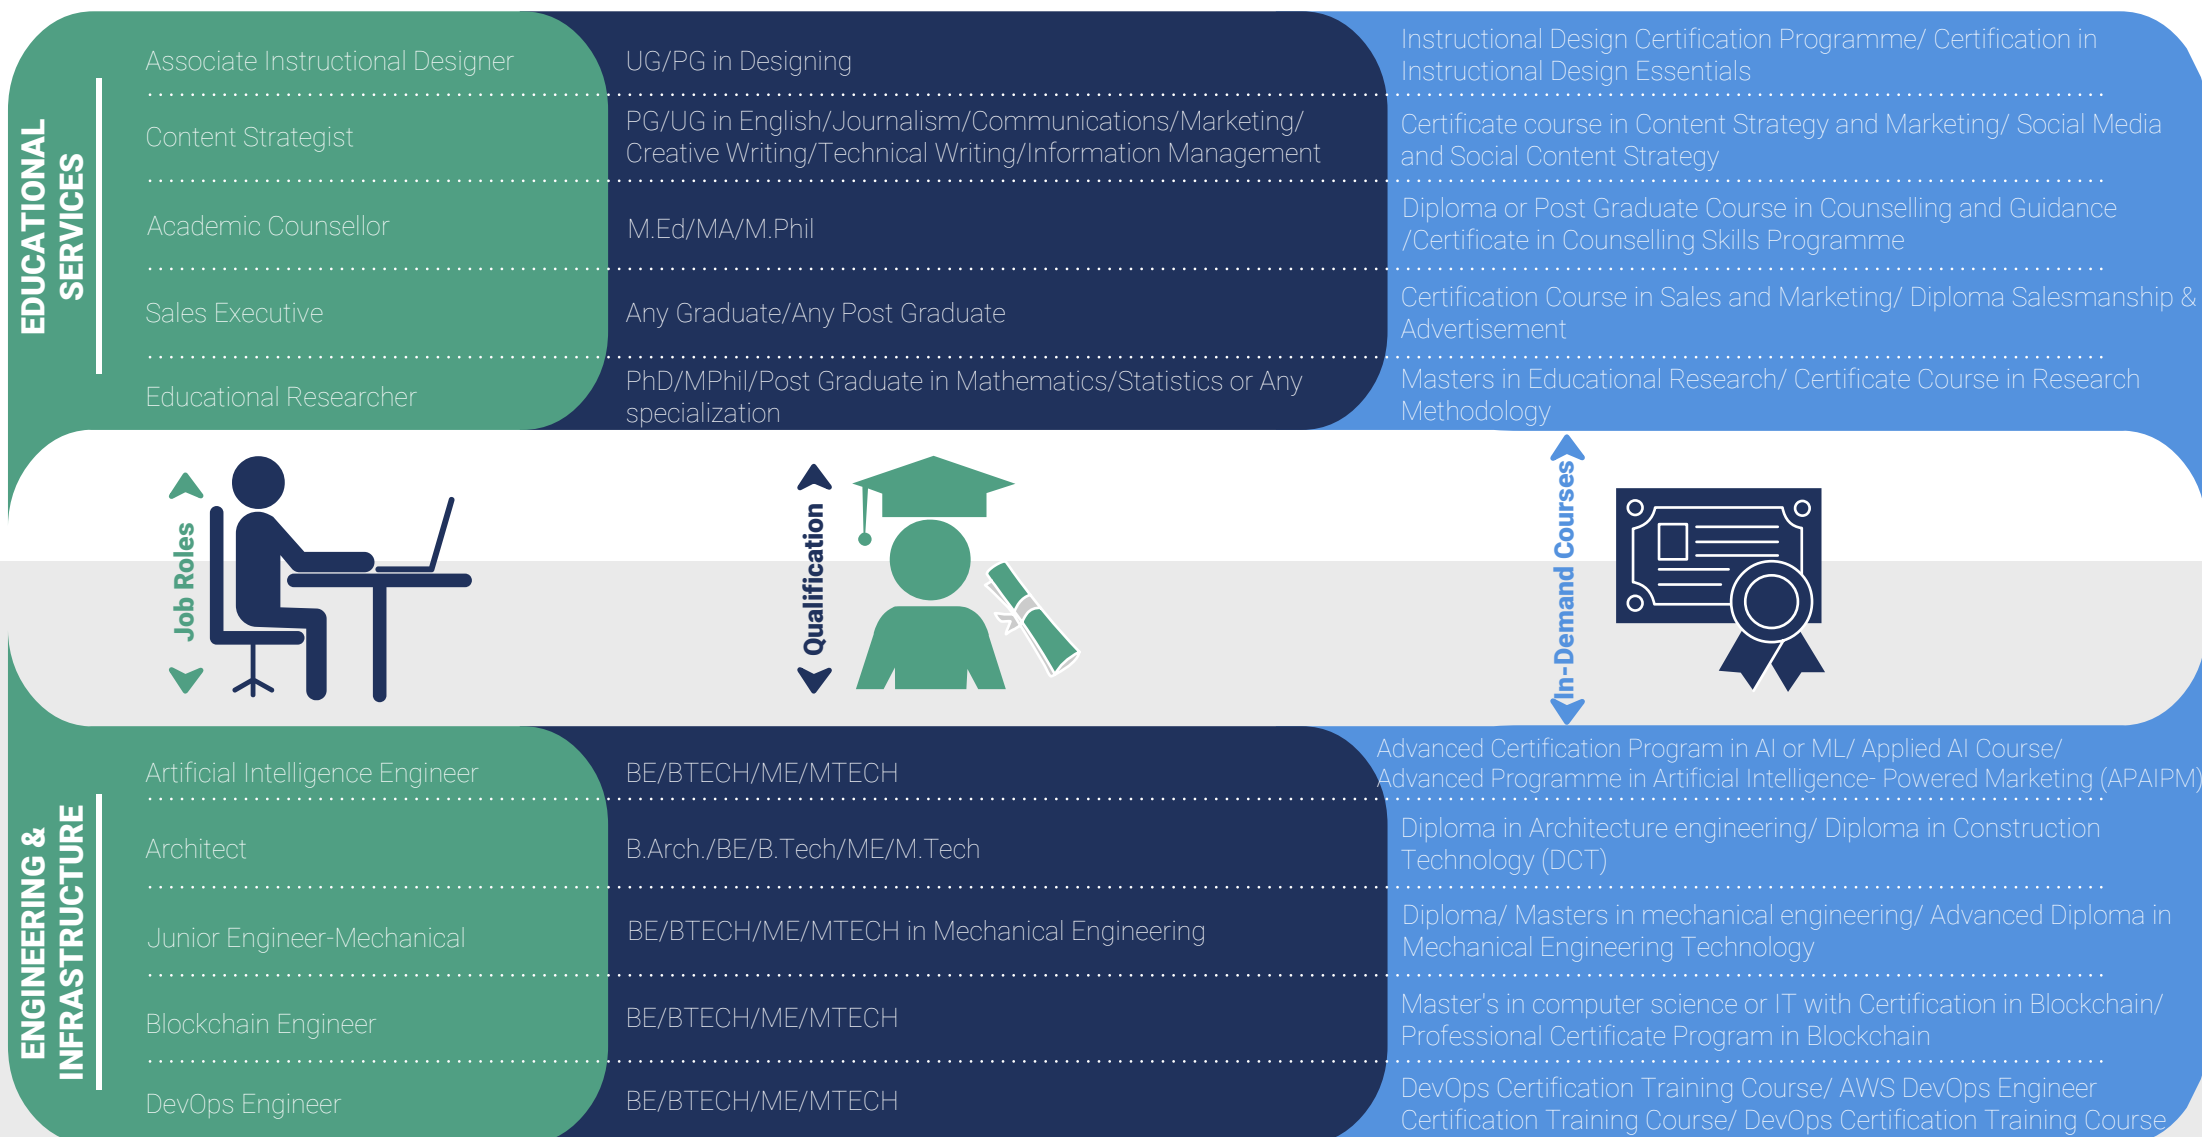 EDUCATIONAL
SERVICES
Associate Instructional Designer
UG/PG in Designing
Instructional Design Certification Programme/ Certification in
Instructional Design Essentials
Content Strategist
PG/UG in English/Journalism/Communications/Marketing/
Creative Writing/Technical Writing/Information Management
Certificate course in Content Strategy and Marketing/ Social Media
and Social Content Strategy
Academic Counsellor
M.Ed/MA/M.Phil
Diploma or Post Graduate Course in Counselling and Guidance
/Certificate in Counselling Skills Programme
Sales Executive
Any Graduate/Any Post Graduate
Certification Course in Sales and Marketing/ Diploma Salesmanship &
Advertisement
Educational Researcher
PhD/MPhil/Post Graduate in Mathematics/Statistics or Any
specialization
Masters in Educational Research/ Certificate Course in Research
Methodology
Job Roles
Qualification
In-Demand Courses
ENGINEERING &
INFRASTRUCTURE
Artificial Intelligence Engineer
BE/BTECH/ME/MTECH
Advanced Certification Program in AI or ML/ Applied AI Course/
Advanced Programme in Artificial Intelligence- Powered Marketing (APAIPM)
Architect
B.Arch./BE/B.Tech/ME/M.Tech
Diploma in Architecture engineering/ Diploma in Construction
Technology (DCT)
Junior Engineer-Mechanical
BE/BTECH/ME/MTECH in Mechanical Engineering
Diploma/ Masters in mechanical engineering/ Advanced Diploma in
Mechanical Engineering Technology
Blockchain Engineer
BE/BTECH/ME/MTECH
Master's in computer science or IT with Certification in Blockchain/
Professional Certificate Program in Blockchain
DevOps Engineer
BE/BTECH/ME/MTECH
DevOps Certification Training Course/ AWS DevOps Engineer
Certification Training Course/ DevOps Certification Training Course